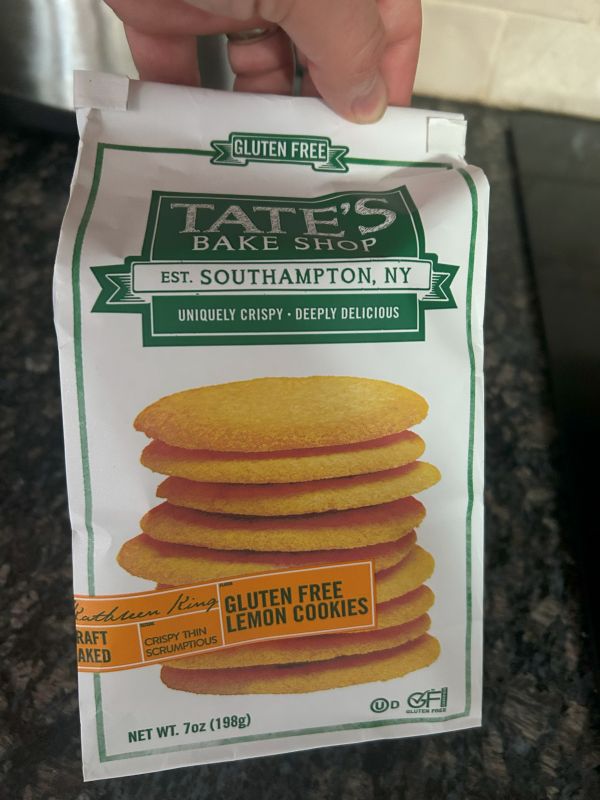 GLUTEN FREE
TATE'S
BAKE SHOP
EST. SOUTHAMPTON, NY
UNIQUELY CRISPY · DEEPLY DELICIOUS
Kathleen King
RAFT
AKED
CRISPY THIN
SCRUMPTIOUS
GLUTEN FREE
LEMON COOKIES
NET WT. 7oz (198g)
U D GF
GLUTEN FREE